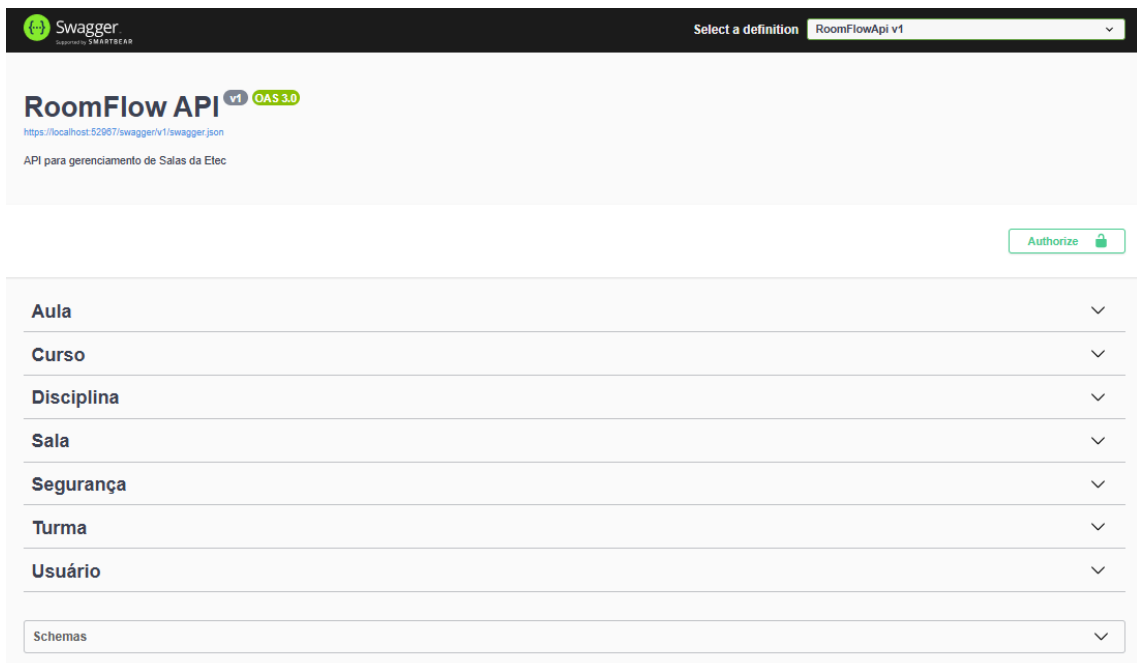 Swagger.
Supported by SMARTBEAR
Select a definition RoomFlowApi v1
RoomFlow API v1 OAS 3.0
https://localhost:52967/swagger/v1/swagger.json
API para gerenciamento de Salas da Etec
Authorize
Aula
Curso
Disciplina
Sala
Segurança
Turma
Usuário
Schemas